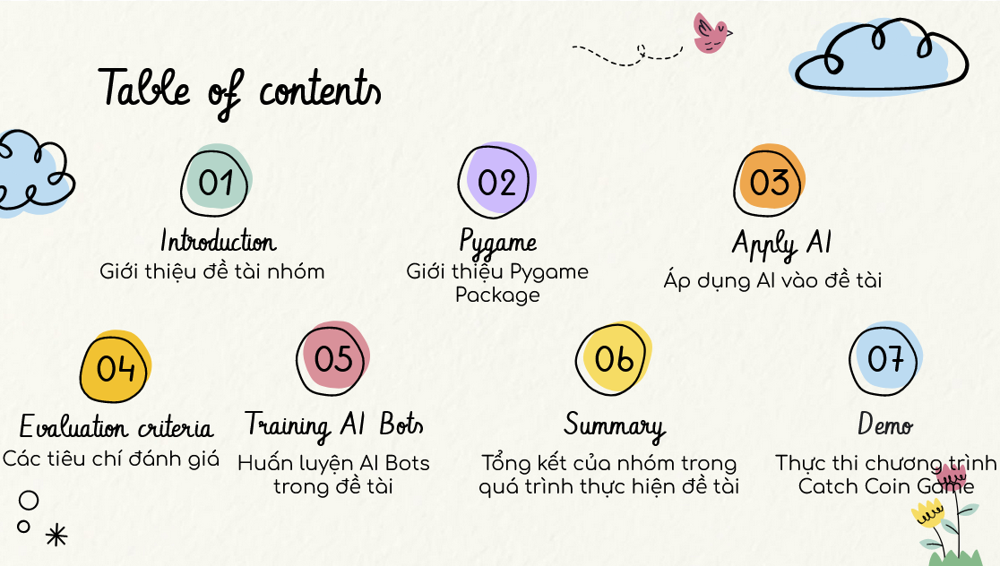 Table of contents
01
Introduction
Giới thiệu đề tài nhóm
02
Pygame
Giới thiệu Pygame
Package
03
Apply AI
Áp dụng AI vào đề tài
04
Evaluation criteria
Các tiêu chí đánh giá
05
Training AI Bots
Huấn luyện AI Bots
trong đề tài
06
Summary
Tổng kết của nhóm trong
quá trình thực hiện đề tài
07
Demo
Thực thi chương trình
Catch Coin Game